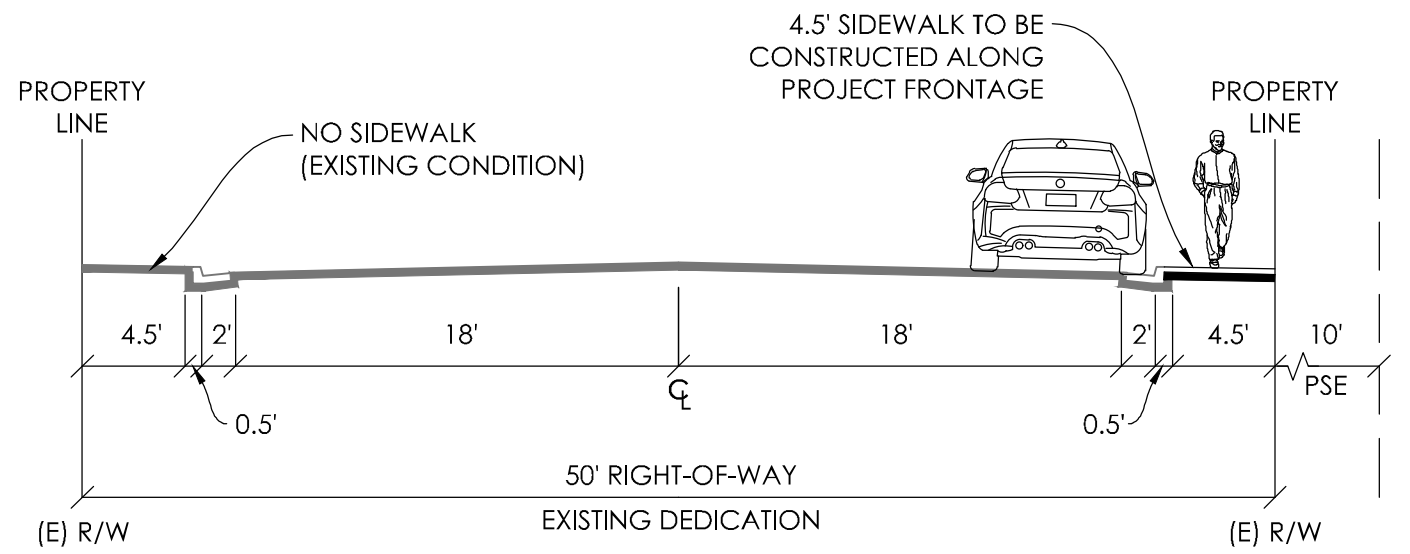 4.5' SIDEWALK TO BE
CONSTRUCTED ALONG
PROJECT FRONTAGE
PROPERTY
LINE
PROPERTY
LINE
NO SIDEWALK
(EXISTING CONDITION)
4.5'
2'
18'
18'
2'
4.5'
10'
℄
PSE
0.5'
0.5'
50' RIGHT-OF-WAY
EXISTING DEDICATION
(E) R/W
(E) R/W